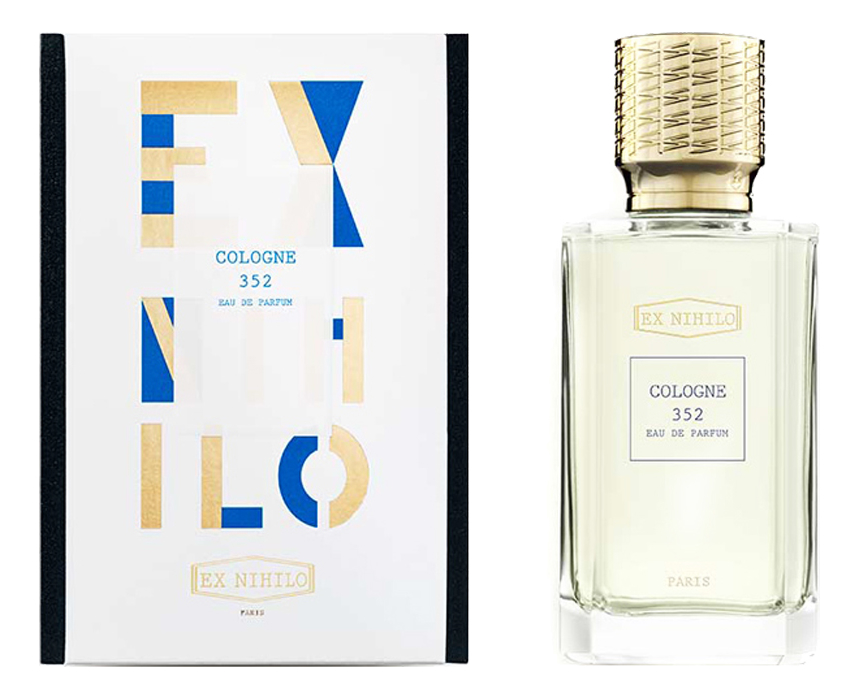 EX
NIHILO
COLOGNE
352
EAU DE PARFUM
EX NIHILO
PARIS
EX NIHILO
COLOGNE
352
EAU DE PARFUM
PARIS